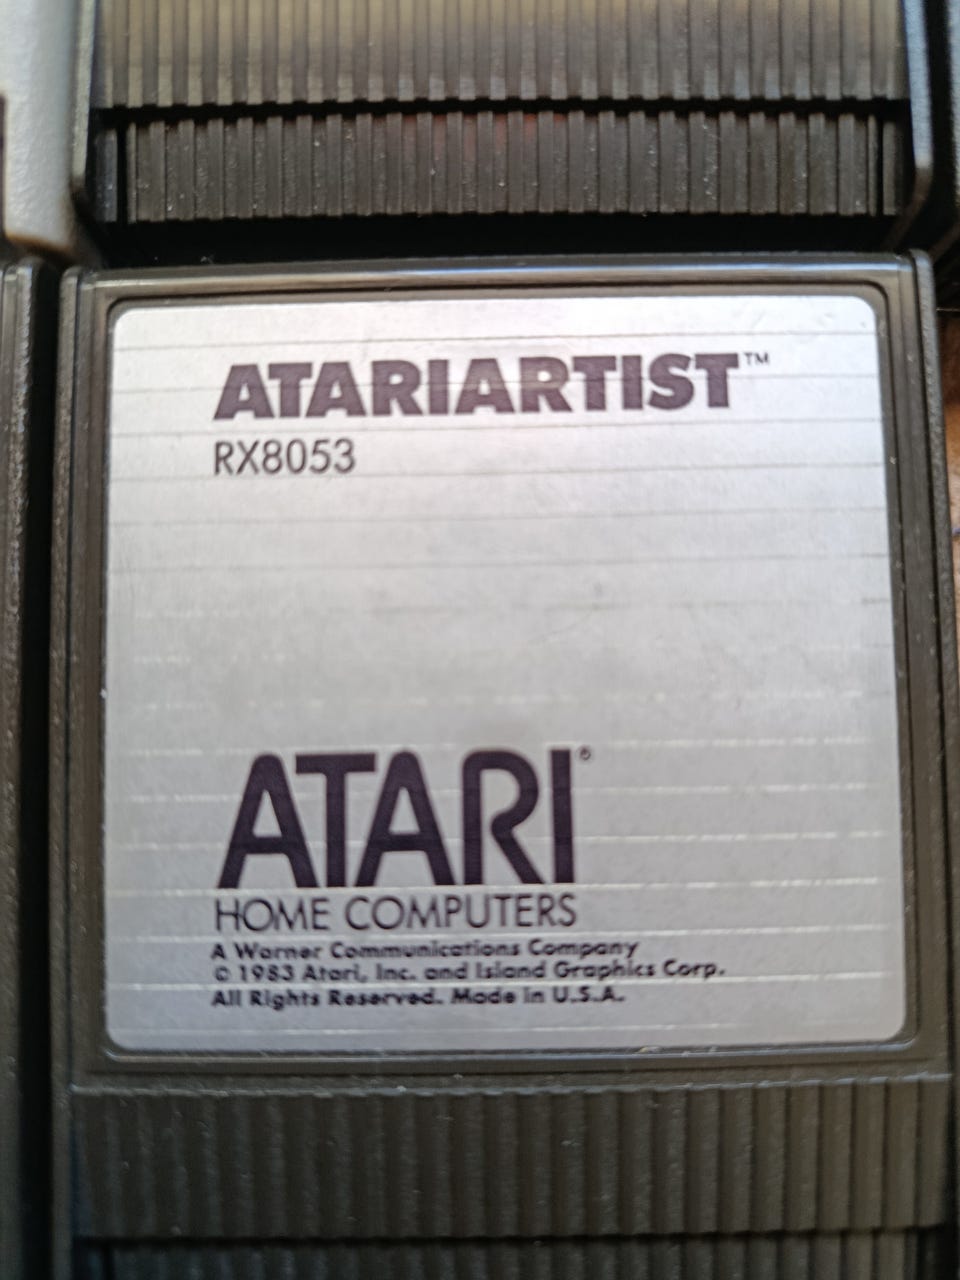 ATARIARTIST™
RX8053
ATARI®
HOME COMPUTERS
A Warner Communications Company
© 1983 Atari, Inc. and Island Graphics Corp.
All Rights Reserved. Made in U.S.A.